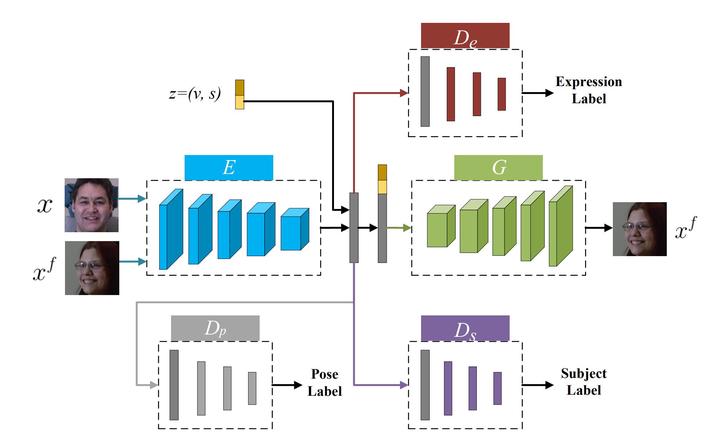 D_e
Expression
Label
z=(v, s)
E
G
x
x^f
x^f
D_p
D_s
Pose
Label
Subject
Label